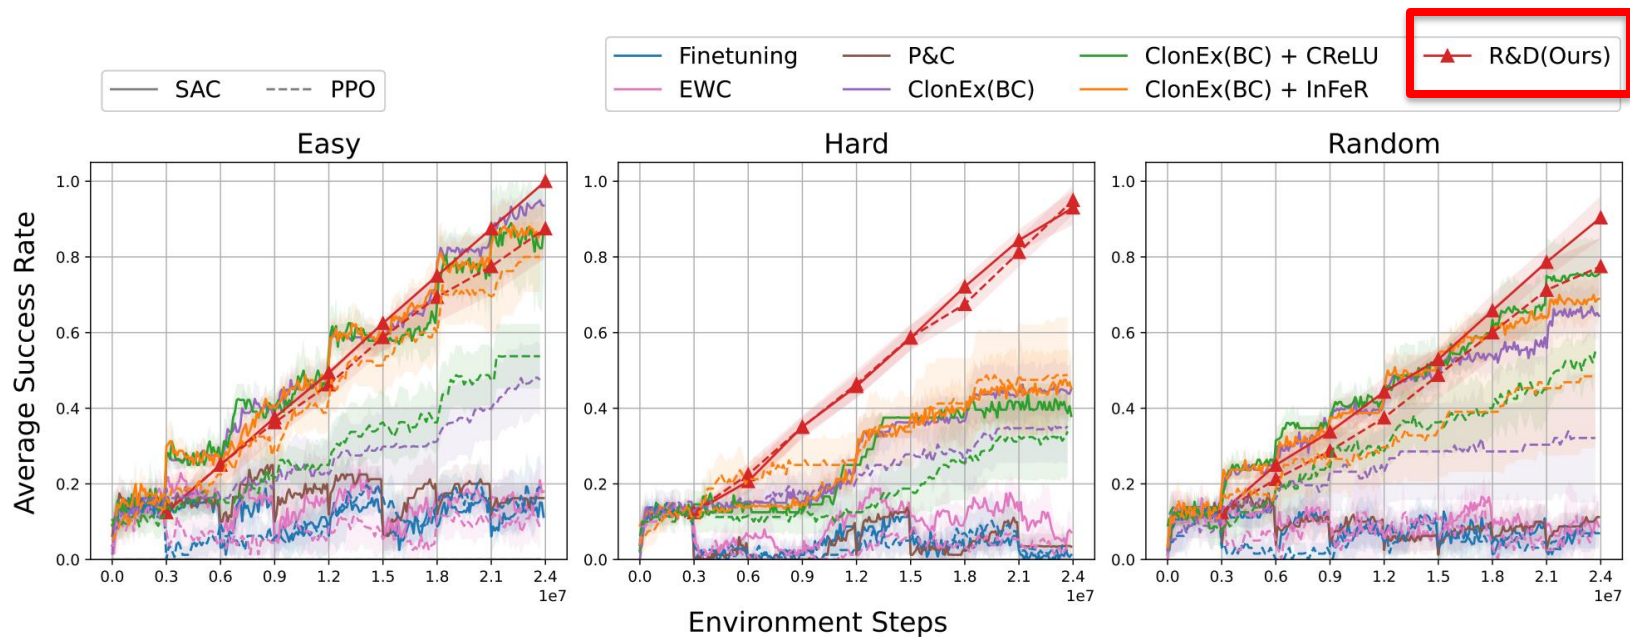 SAC PPO
Finetuning P&C ClonEx(BC) + CReLU R&D(Ours)
EWC ClonEx(BC) ClonEx(BC) + InFeR
Easy Hard Random
Average Success Rate
1.0 1.0 1.0
0.8 0.8 0.8
0.6 0.6 0.6
0.4 0.4 0.4
0.2 0.2 0.2
0.0 0.0 0.0
0.0 0.3 0.6 0.9 1.2 1.5 1.8 2.1 2.4 0.0 0.3 0.6 0.9 1.2 1.5 1.8 2.1 2.4 0.0 0.3 0.6 0.9 1.2 1.5 1.8 2.1 2.4
1e7 1e7 1e7
Environment Steps